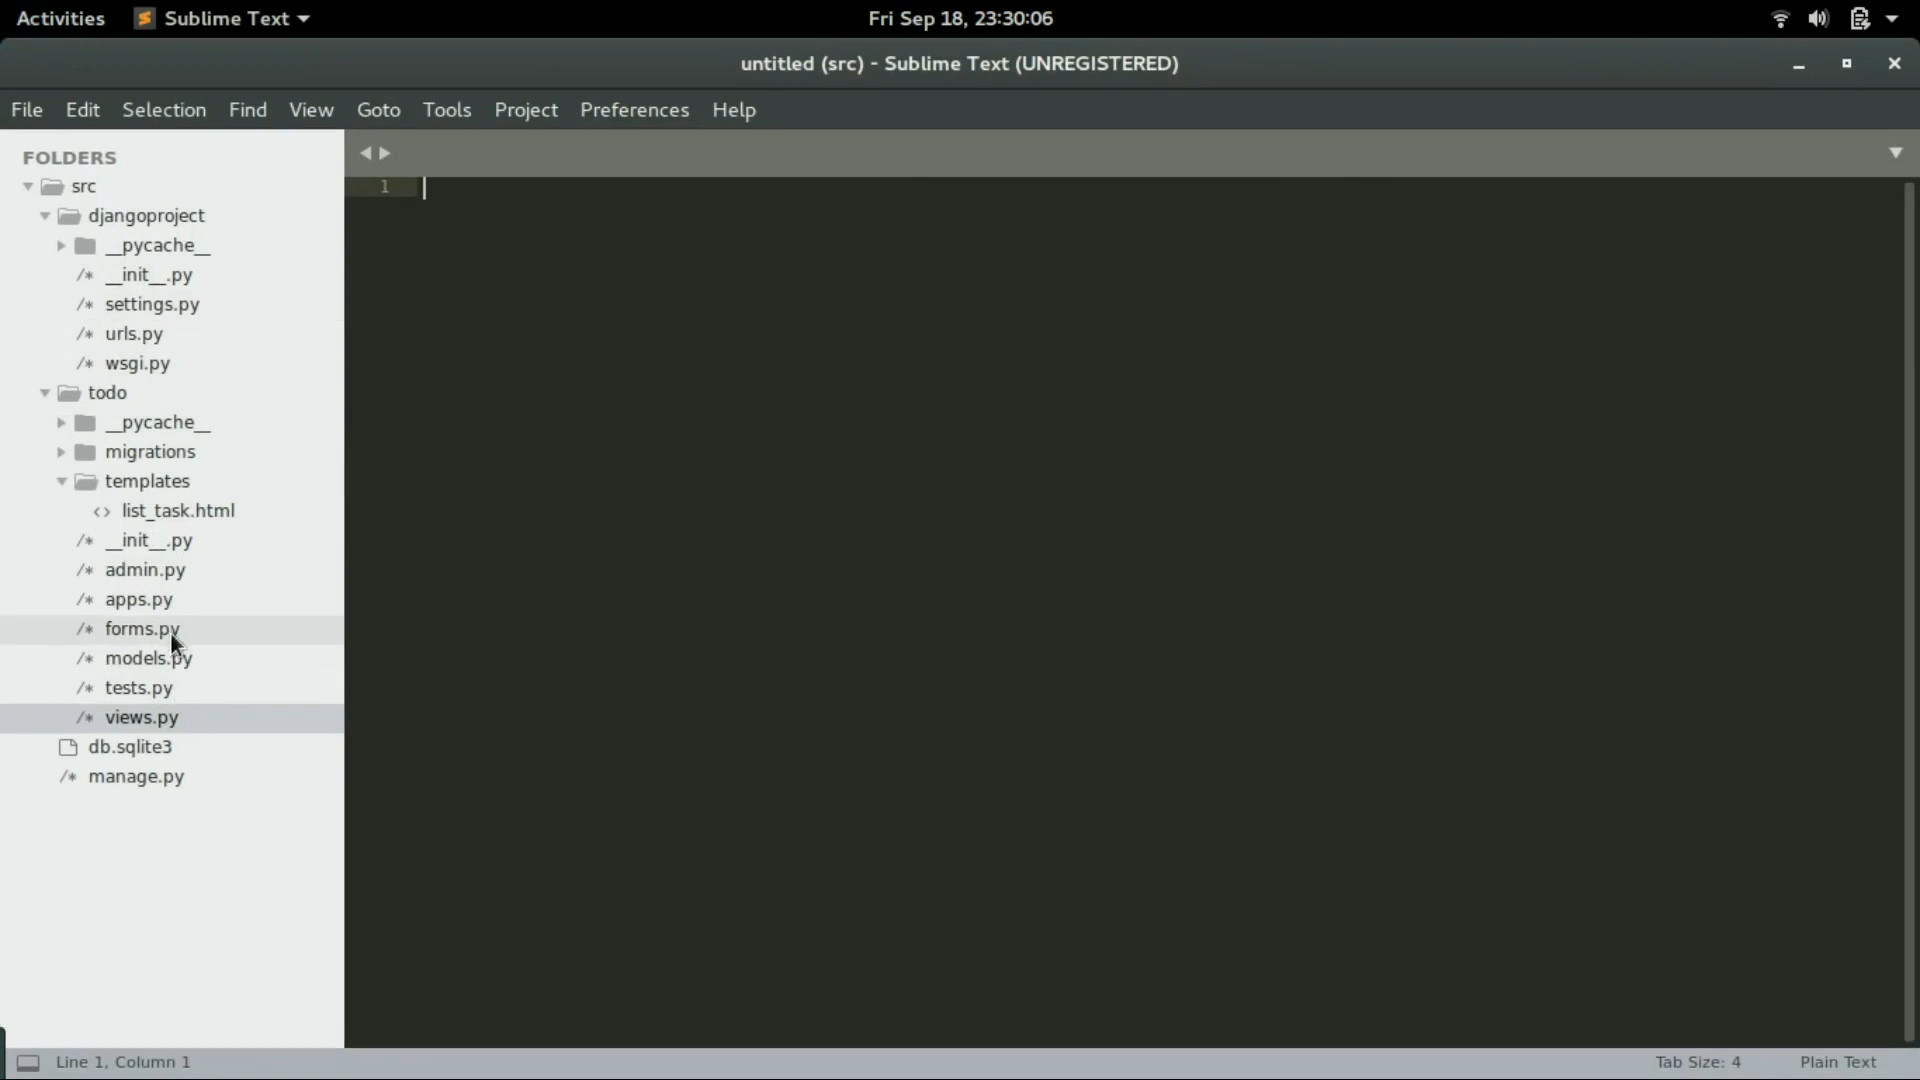 Activities Sublime Text Fri Sep 18, 23:30:06
untitled (src) - Sublime Text (UNREGISTERED)
File Edit Selection Find View Goto Tools Project Preferences Help
FOLDERS
src
djangoproject
__pycache__
/* __init__.py
/* settings.py
/* urls.py
/* wsgi.py
todo
__pycache__
migrations
templates
<> list_task.html
/* __init__.py
/* admin.py
/* apps.py
/* forms.py
/* models.py
/* tests.py
/* views.py
db.sqlite3
/* manage.py
1
Line 1, Column 1 Tab Size: 4 Plain Text